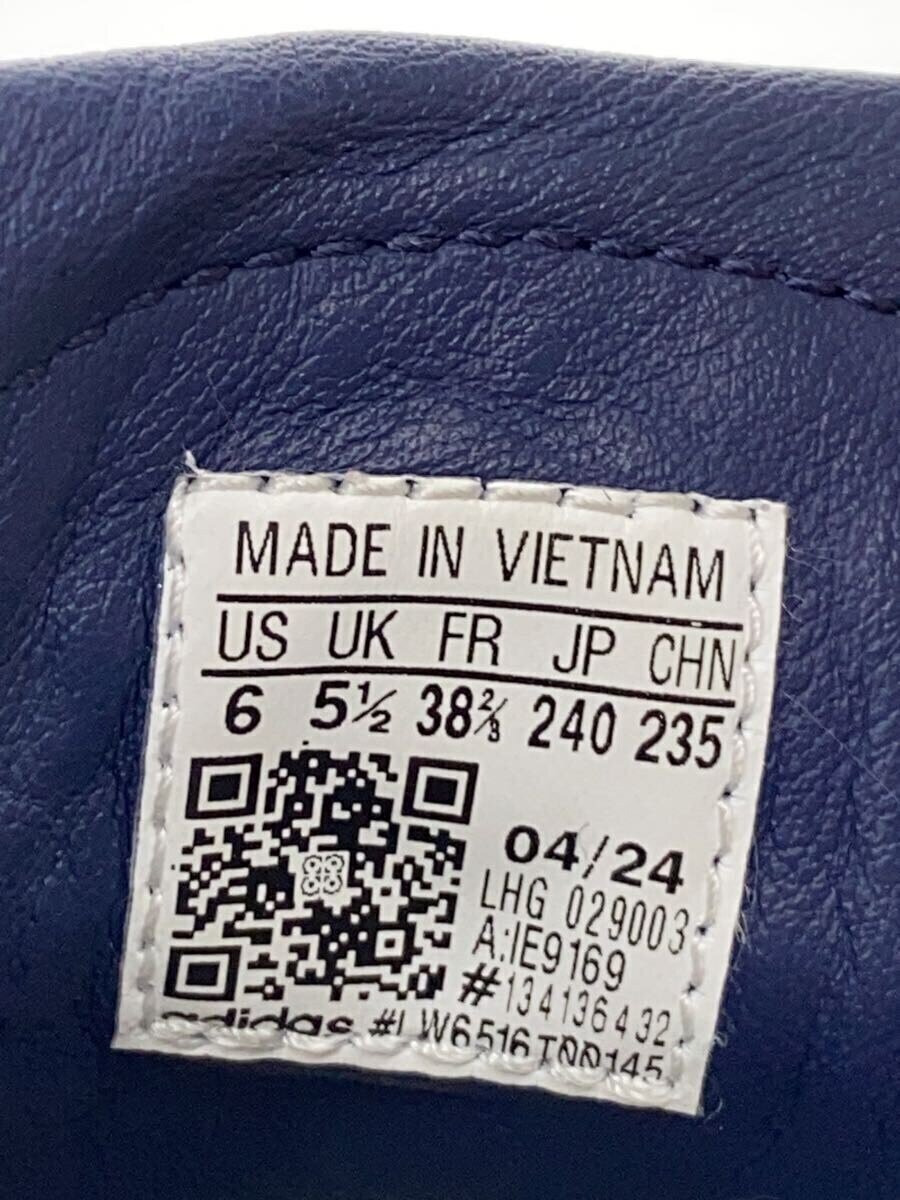 MADE IN VIETNAM
US UK FR JP CHN
6 5½ 38⅔ 240 235
04/24
LHG 029003
A:IE9169
#134136432
adidas #LW6516T00145